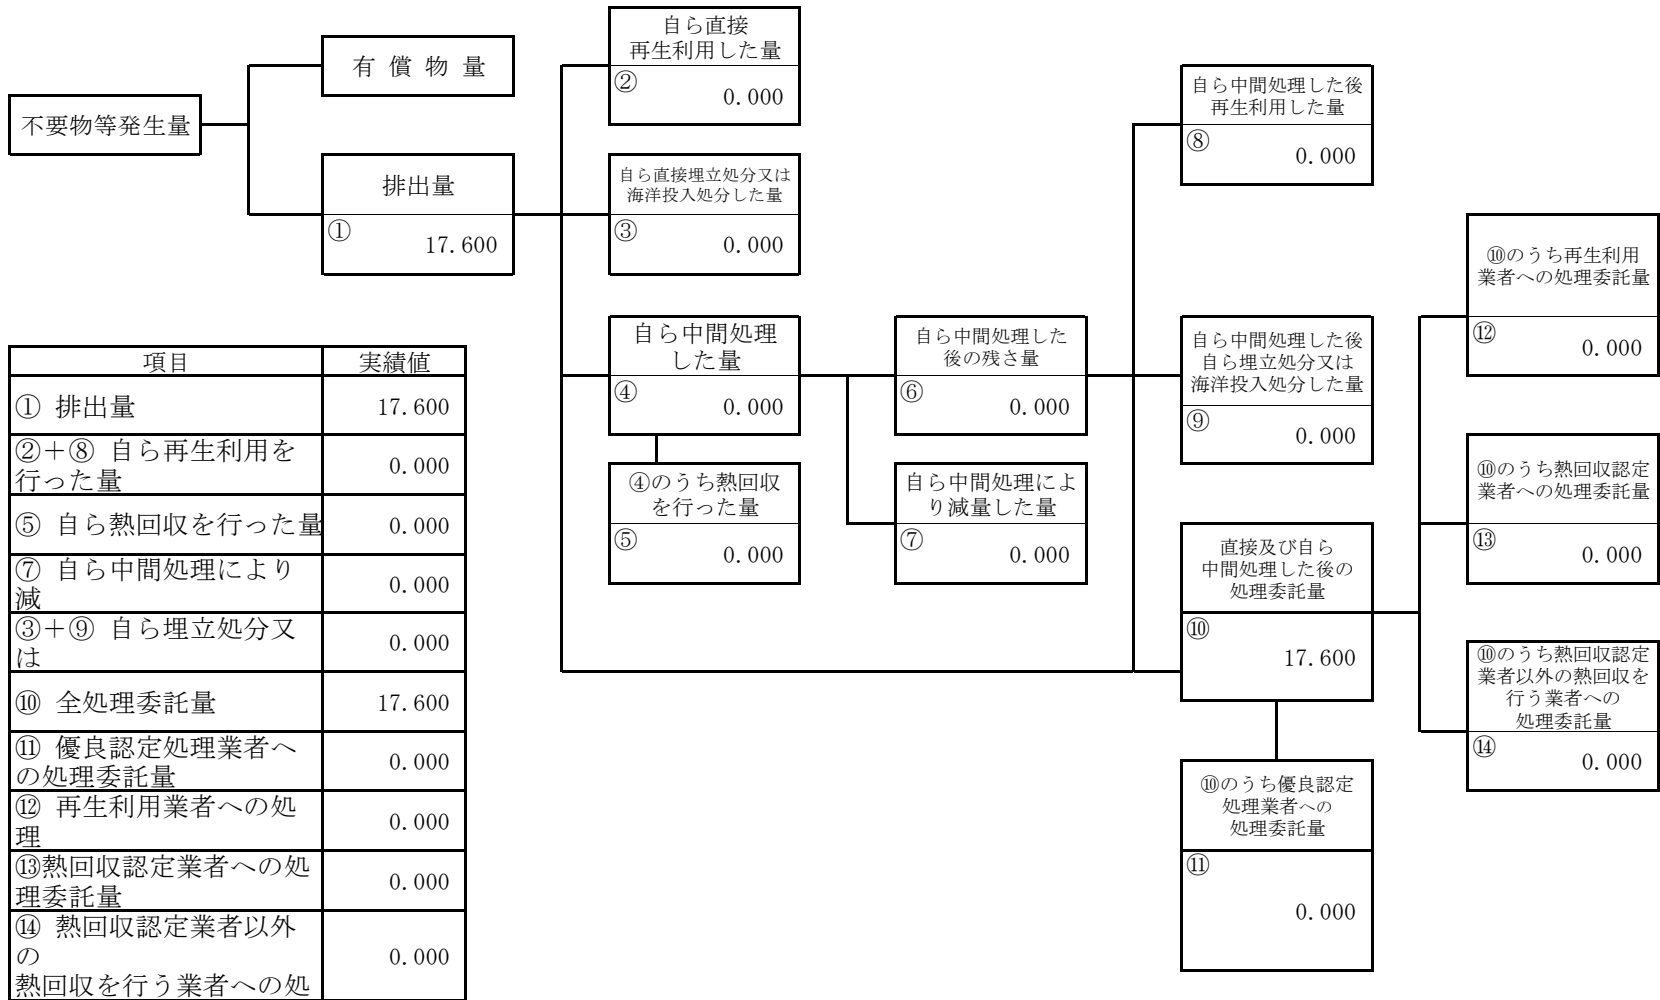 不要物等発生量
有 償 物 量
排出量
①
17.600
自ら直接
再生利用した量
②
0.000
自ら直接埋立処分又は
海洋投入処分した量
③
0.000
自ら中間処理
した量
④
0.000
④のうち熱回収
を行った量
⑤
0.000
自ら中間処理した
後の残さ量
⑥
0.000
自ら中間処理によ
り減量した量
⑦
0.000
自ら中間処理した後
再生利用した量
⑧
0.000
自ら中間処理した後
自ら埋立処分又は
海洋投入処分した量
⑨
0.000
直接及び自ら
中間処理した後の
処理委託量
⑩
17.600
⑩のうち優良認定
処理業者への
処理委託量
⑪
0.000
⑩のうち再生利用
業者への処理委託量
⑫
0.000
⑩のうち熱回収認定
業者への処理委託量
⑬
0.000
⑩のうち熱回収認定
業者以外の熱回収を
行う業者への
処理委託量
⑭
0.000
項目 実績値
① 排出量 17.600
②+⑧ 自ら再生利用を
行った量 0.000
⑤ 自ら熱回収を行った量 0.000
⑦ 自ら中間処理により
減 0.000
③+⑨ 自ら埋立処分又
は 0.000
⑩ 全処理委託量 17.600
⑪ 優良認定処理業者へ
の処理委託量 0.000
⑫ 再生利用業者への処
理 0.000
⑬熱回収認定業者への処
理委託量 0.000
⑭ 熱回収認定業者以外
の 0.000
熱回収を行う業者への処